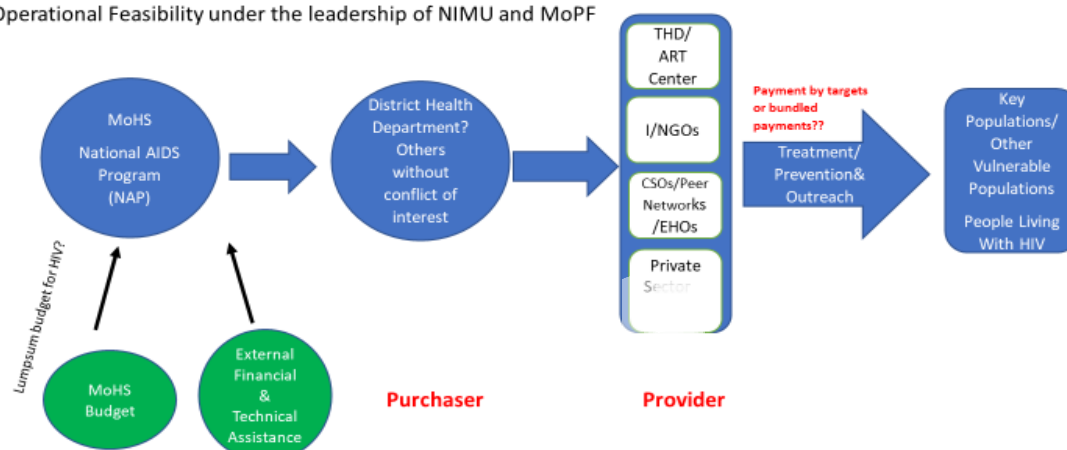 Operational Feasibility under the leadership of NIMU and MoPF
MoHS
National AIDS
Program
(NAP)
Lumpsum budget for HIV?
MoHS
Budget
External
Financial
&
Technical
Assistance
District Health
Department?
Others
without
conflict of
interest
Purchaser
THD/
ART
Center
I/NGOs
CSOs/Peer
Networks
/EHOs
Private
Sector
Provider
Payment by targets
or bundled
payments??
Treatment/
Prevention&
Outreach
Key
Populations/
Other
Vulnerable
Populations
People Living
With HIV